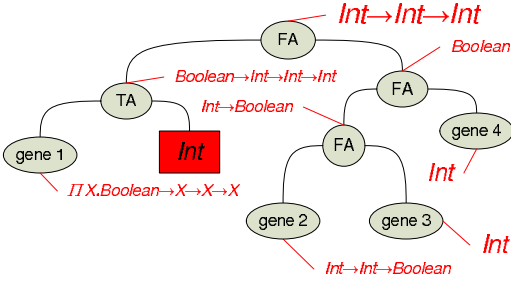 Int→Int→Int
FA
Boolean
Boolean→Int→Int→Int
FA
TA
Int→Boolean
gene 4
Int
FA
gene 1
Int
ΠX.Boolean→X→X→X
gene 2
gene 3
Int
Int→Int→Boolean